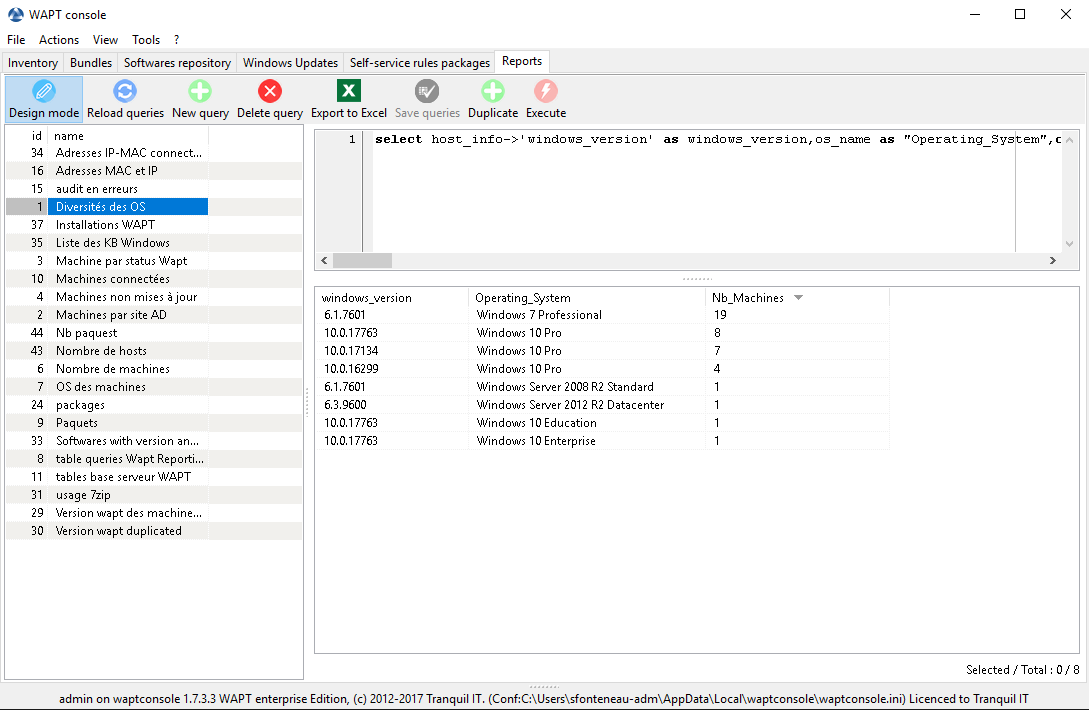 WAPT console
File Actions View Tools ?
Inventory Bundles Softwares repository Windows Updates Self-service rules packages Reports
Design mode Reload queries New query Delete query Export to Excel Save queries Duplicate Execute
id name
34 Adresses IP-MAC connect...
16 Adresses MAC et IP
15 audit en erreurs
1 Diversités des OS
37 Installations WAPT
35 Liste des KB Windows
3 Machine par status Wapt
10 Machines connectées
4 Machines non mises à jour
2 Machines par site AD
44 Nb paquest
43 Nombre de hosts
6 Nombre de machines
7 OS des machines
24 packages
9 Paquets
33 Softwares with version an...
8 table queries Wapt Reporti...
11 tables base serveur WAPT
31 usage 7zip
29 Version wapt des machine...
30 Version wapt duplicated
1 select host_info->'windows_version' as windows_version,os_name as "Operating_System",c
windows_version Operating_System Nb_Machines
6.1.7601 Windows 7 Professional 19
10.0.17763 Windows 10 Pro 8
10.0.17134 Windows 10 Pro 7
10.0.16299 Windows 10 Pro 4
6.1.7601 Windows Server 2008 R2 Standard 1
6.3.9600 Windows Server 2012 R2 Datacenter 1
10.0.17763 Windows 10 Education 1
10.0.17763 Windows 10 Enterprise 1
Selected / Total : 0 / 8
admin on waptconsole 1.7.3.3 WAPT enterprise Edition, (c) 2012-2017 Tranquil IT. (Conf:C:\Users\sfonteneau-adm\AppData\Local\waptconsole\waptconsole.ini) Licenced to Tranquil IT